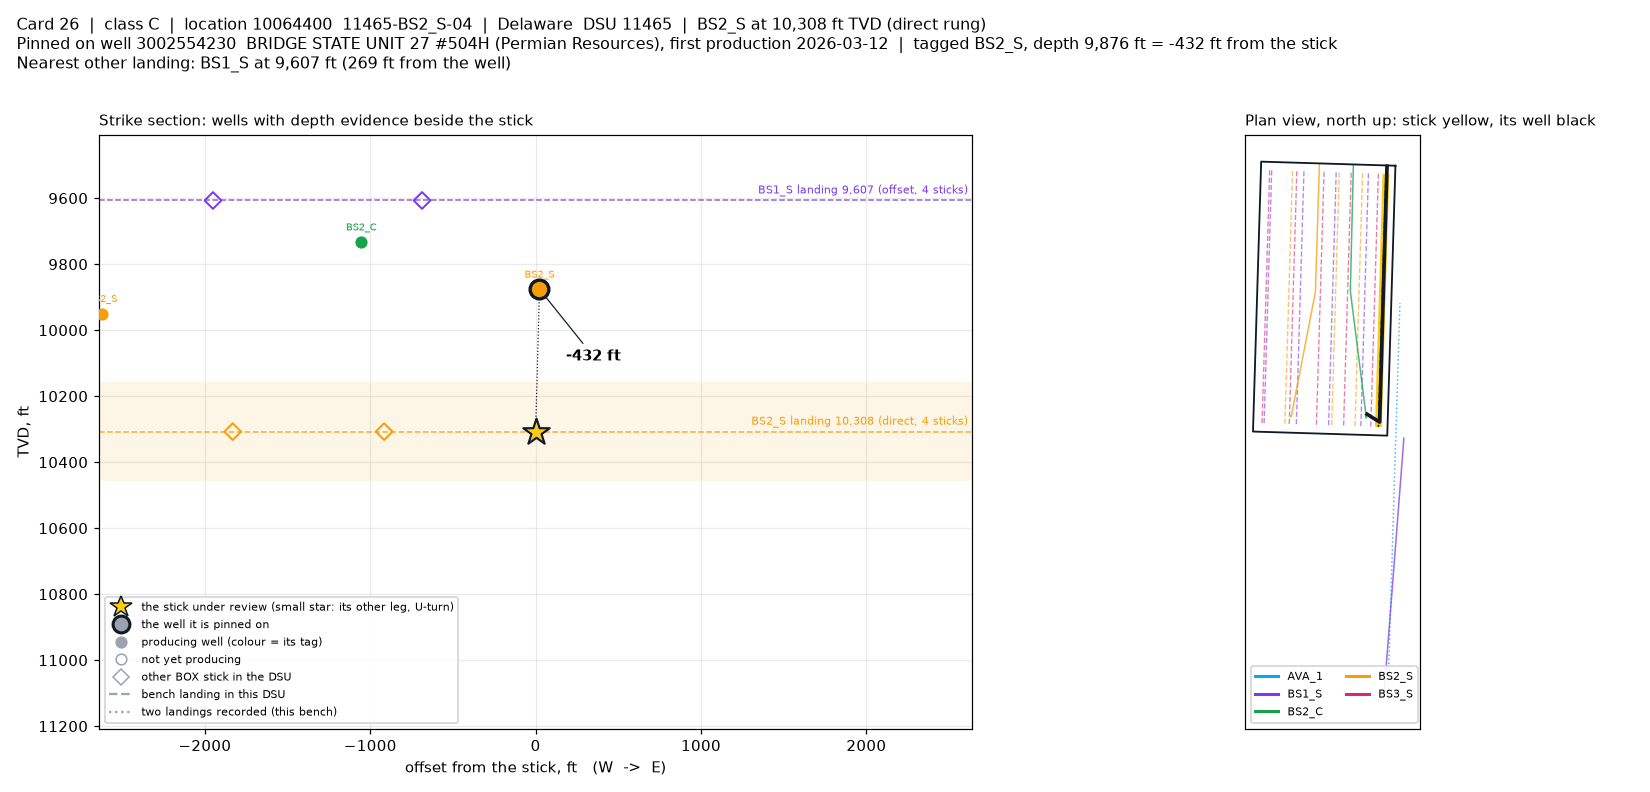 Card 26 | class C | location 10064400 11465-BS2_S-04 | Delaware DSU 11465 | BS2_S at 10,308 ft TVD (direct rung)
Pinned on well 3002554230 BRIDGE STATE UNIT 27 #504H (Permian Resources), first production 2026-03-12 | tagged BS2_S, depth 9,876 ft = -432 ft from the stick
Nearest other landing: BS1_S at 9,607 ft (269 ft from the well)
Strike section: wells with depth evidence beside the stick
Plan view, north up: stick yellow, its well black
BS1_S landing 9,607 (offset, 4 sticks)
BS2_C
BS2_S
2_S
-432 ft
BS2_S landing 10,308 (direct, 4 sticks)
9600
9800
10000
10200
10400
10600
10800
11000
11200
TVD, ft
the stick under review (small star: its other leg, U-turn)
the well it is pinned on
producing well (colour = its tag)
not yet producing
other BOX stick in the DSU
bench landing in this DSU
two landings recorded (this bench)
−2000
−1000
0
1000
2000
offset from the stick, ft (W -> E)
AVA_1
BS1_S
BS2_C
BS2_S
BS3_S